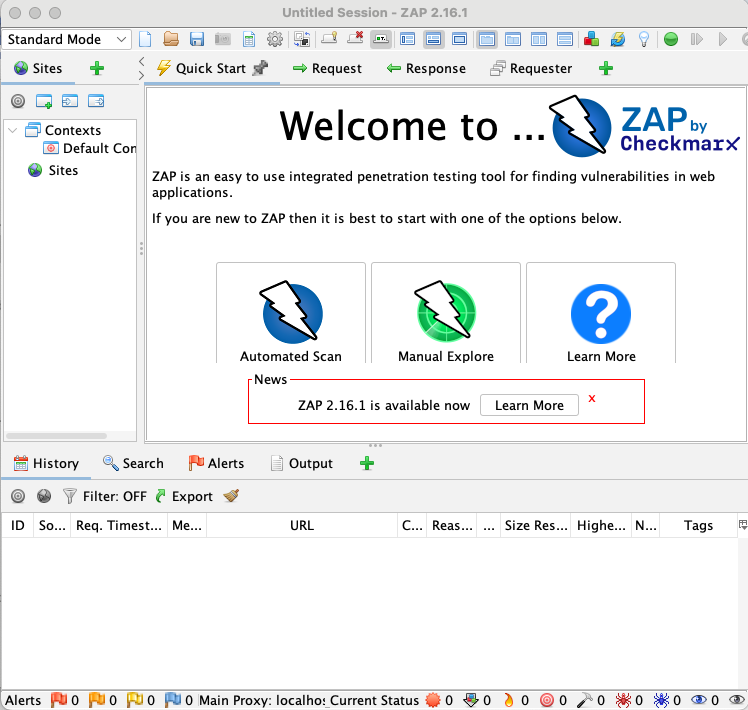 Untitled Session - ZAP 2.16.1
Standard Mode
Sites
Quick Start
Request
Response
Requester
Contexts
Default Con
Sites
Welcome to ...
ZAP by
Checkmarx
ZAP is an easy to use integrated penetration testing tool for finding vulnerabilities in web
applications.
If you are new to ZAP then it is best to start with one of the options below.
Automated Scan
Manual Explore
Learn More
News
ZAP 2.16.1 is available now
Learn More
x
History
Search
Alerts
Output
Filter: OFF
Export
ID So... Req. Timest... Me... URL C... Reas... ... Size Res... Highe... N... Tags
Alerts 0 0 0 0 Main Proxy: localhos Current Status 0 0 0 0 0 0 0 0